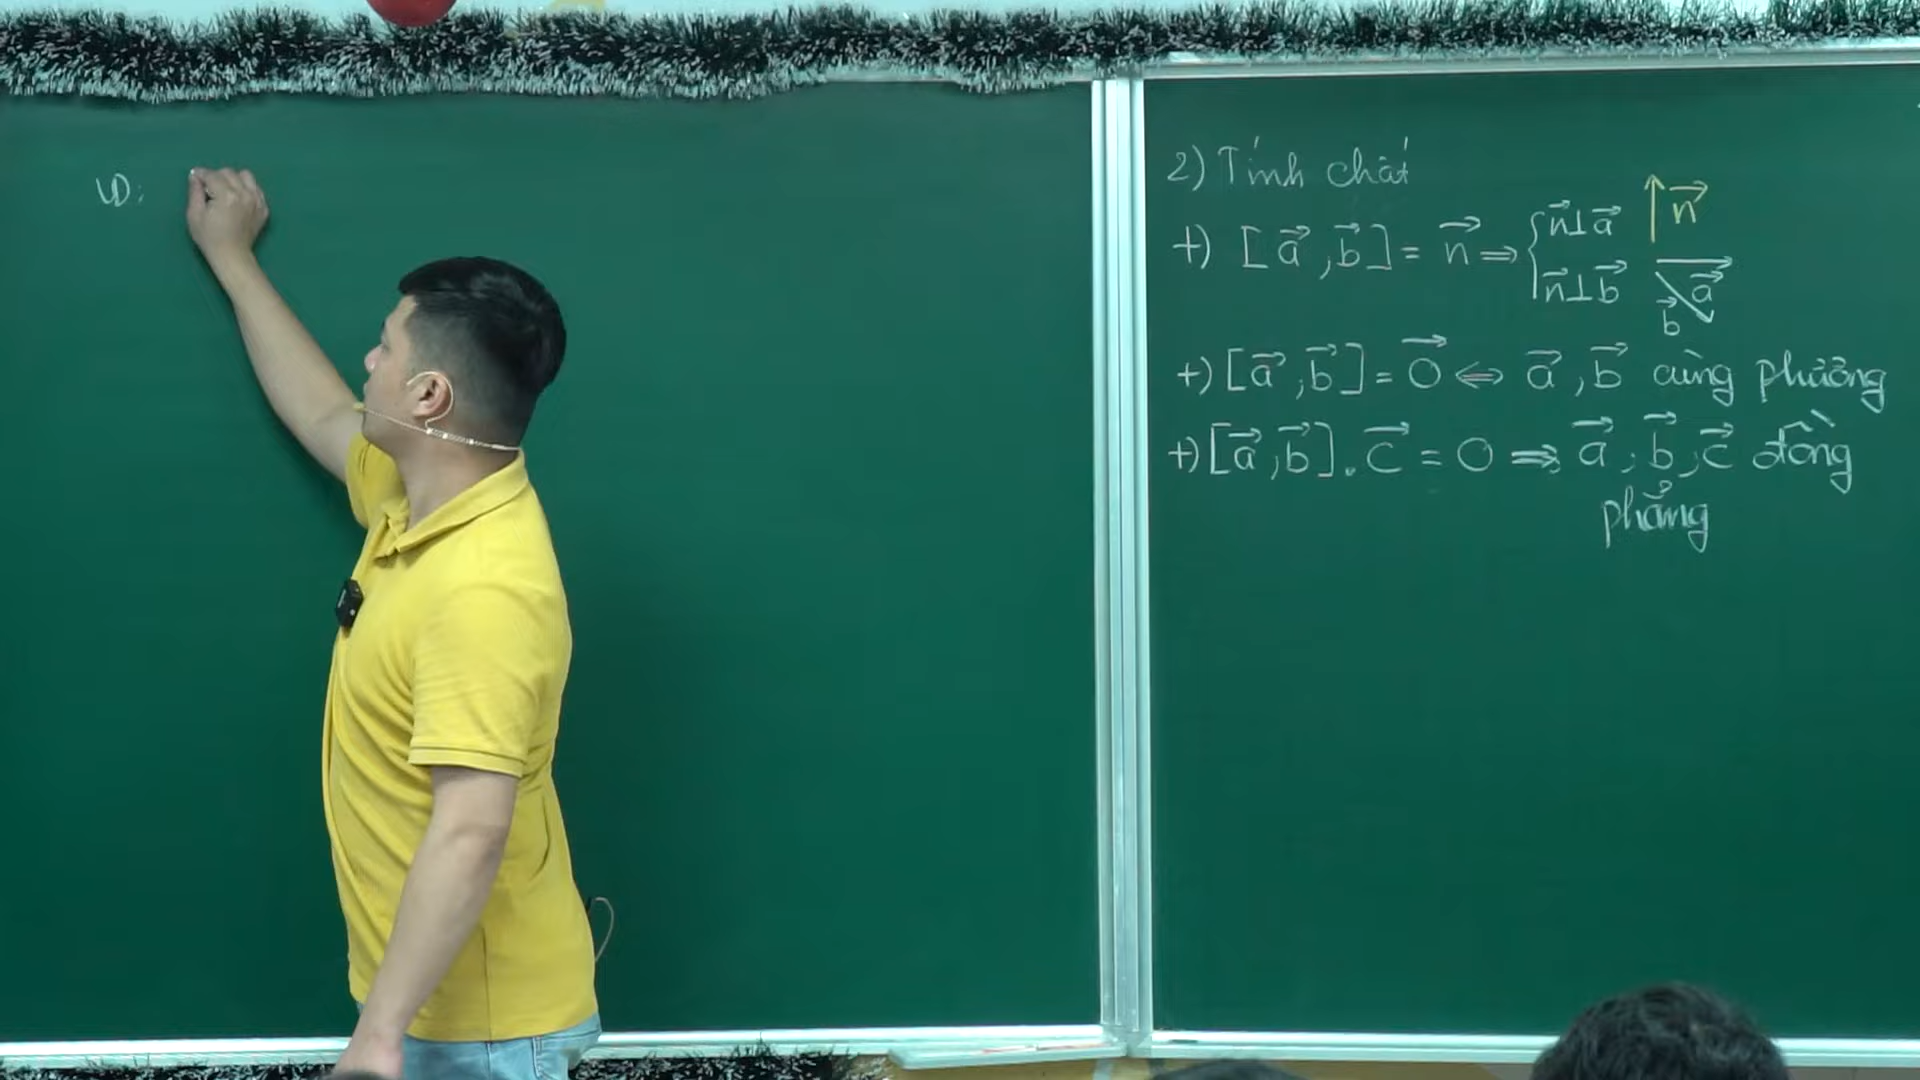 VD:
2) Tính chất
+) [a⃗, b⃗] = n⃗ ⇒ { n⃗ ⊥ a⃗
n⃗ ⊥ b⃗
n⃗
a⃗
b⃗
+) [a⃗, b⃗] = 0⃗ ⇔ a⃗, b⃗ cùng phương
+) [a⃗, b⃗]. c⃗ = 0 ⇒ a⃗, b⃗, c⃗ đồng
phẳng